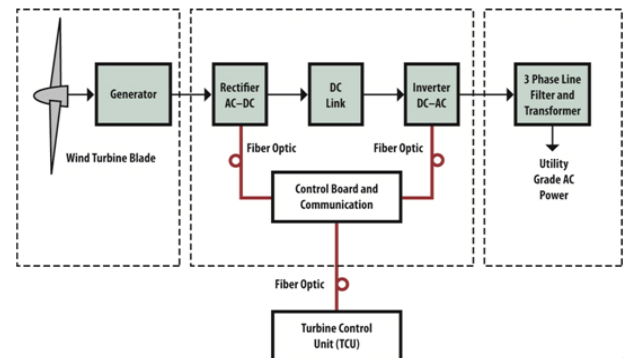 Generator
Rectifier
AC–DC
DC
Link
Inverter
DC–AC
3 Phase Line
Filter and
Transformer
Wind Turbine Blade
Fiber Optic
Fiber Optic
Utility
Grade AC
Power
Control Board and
Communication
Fiber Optic
Turbine Control
Unit (TCU)